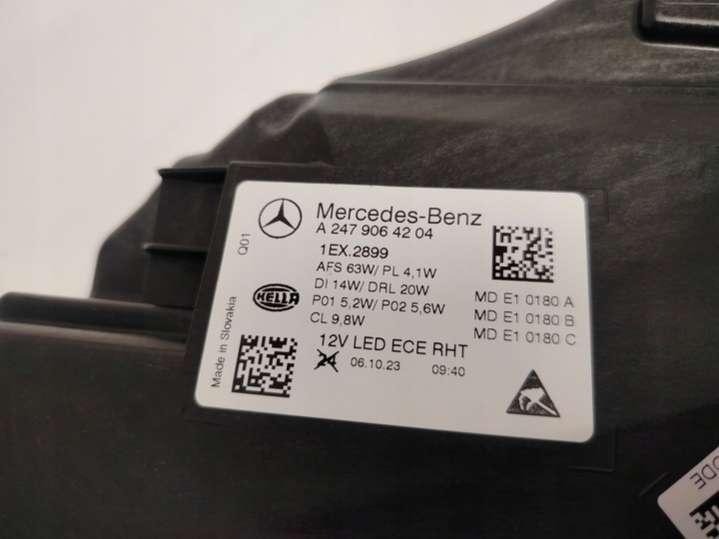 Mercedes-Benz
A 247 906 42 04
1EX.2899
AFS 63W/ PL 4,1W
DI 14W/ DRL 20W
P01 5,2W/ P02 5,6W
CL 9,8W
12V LED ECE RHT
24 06.10.23 09:40
HELLA
MD E1 0180 A
MD E1 0180 B
MD E1 0180 C
Q01
Made in Slovakia